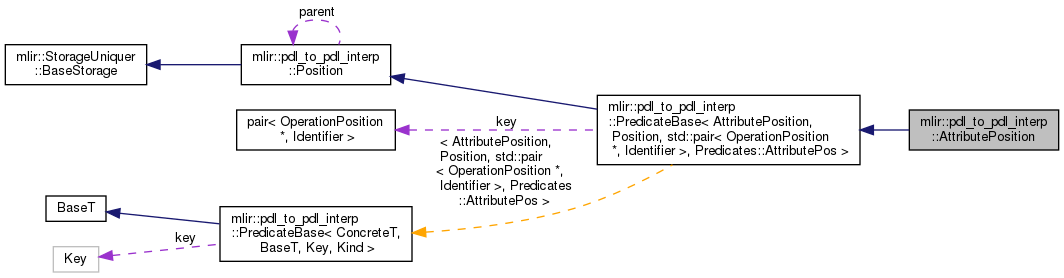 parent
mlir::StorageUniquer
::BaseStorage
mlir::pdl_to_pdl_interp
::Position
pair< OperationPosition
*, Identifier >
key
< AttributePosition,
Position, std::pair
< OperationPosition *,
Identifier >, Predicates
::AttributePos >
mlir::pdl_to_pdl_interp
::PredicateBase< AttributePosition,
Position, std::pair< OperationPosition
*, Identifier >, Predicates::AttributePos >
mlir::pdl_to_pdl_interp
::AttributePosition
BaseT
Key
key
mlir::pdl_to_pdl_interp
::PredicateBase< ConcreteT,
BaseT, Key, Kind >